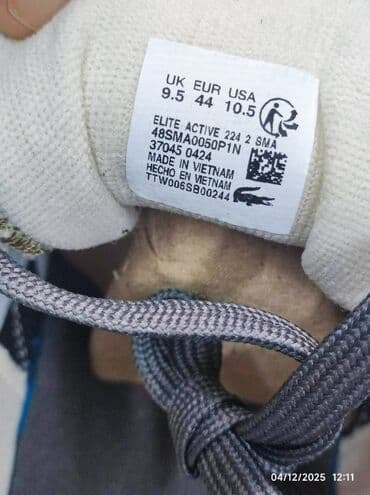 UK EUR USA
9.5 44 10.5
ELITE ACTIVE 224 2 SMA
48SMA0050P1N
37045 0424
MADE IN VIETNAM
HECHO EN VIETNAM
TTW006SB00244
04/12/2025 12:11